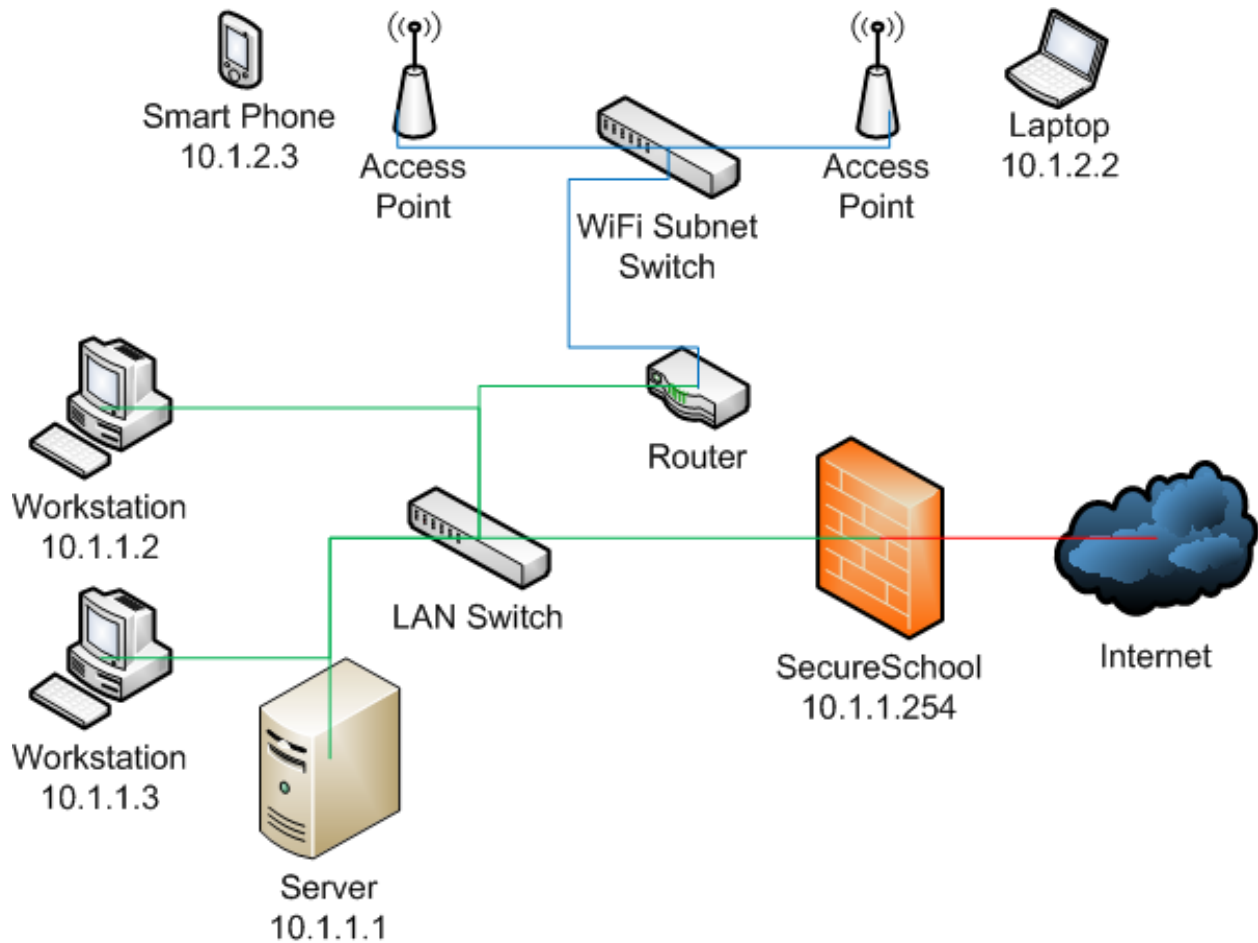 Smart Phone
10.1.2.3
Access
Point
WiFi Subnet
Switch
Access
Point
Laptop
10.1.2.2
Workstation
10.1.1.2
Router
LAN Switch
SecureSchool
10.1.1.254
Internet
Workstation
10.1.1.3
Server
10.1.1.1